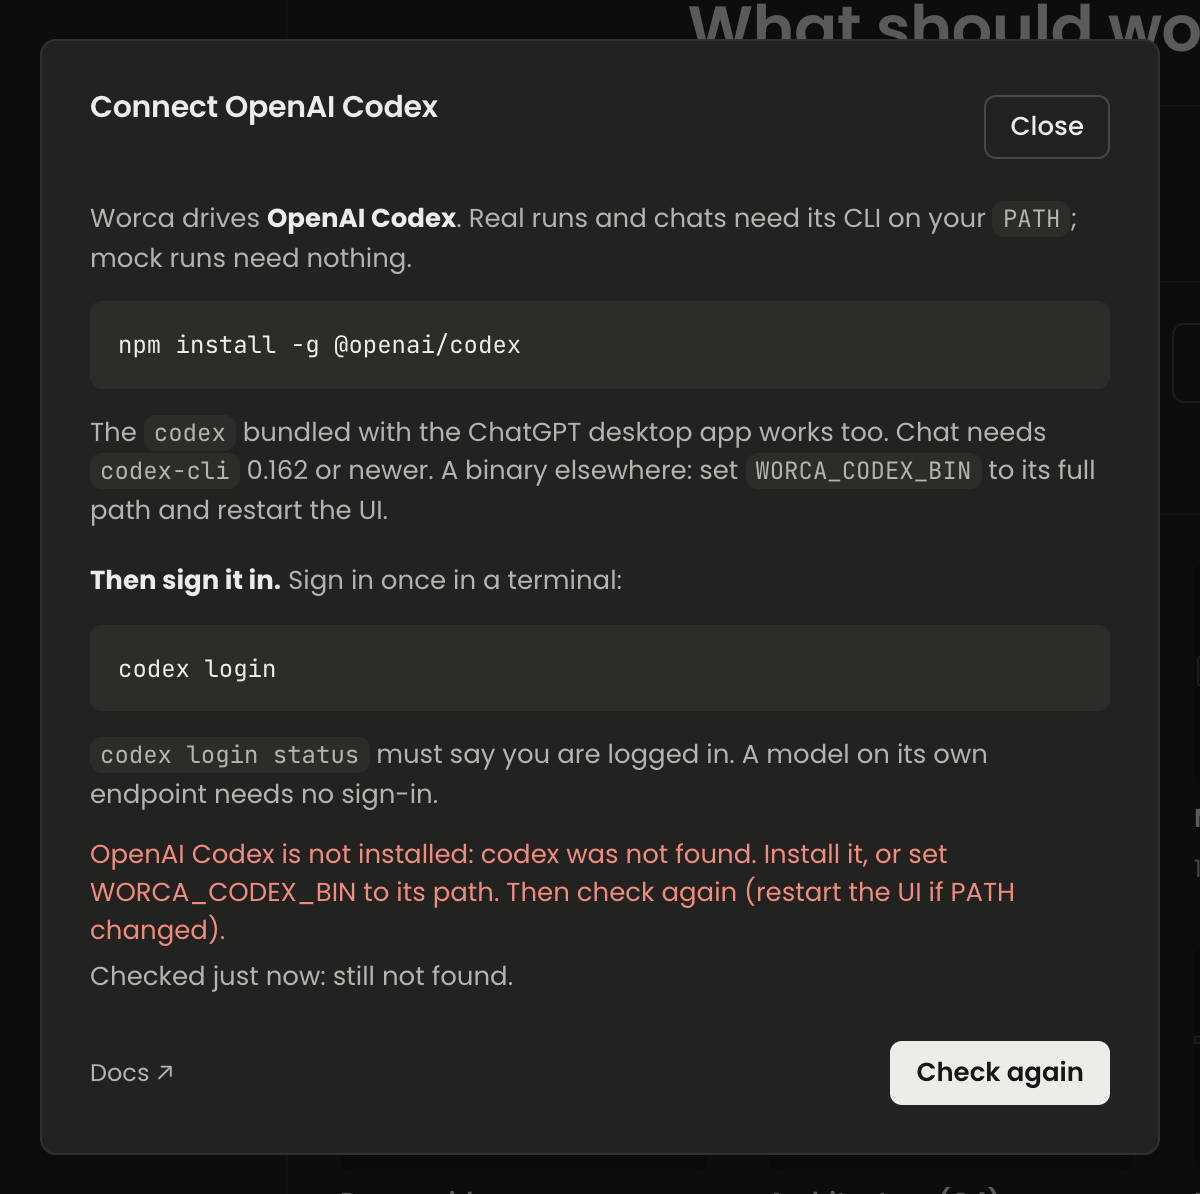 What should wo
Connect OpenAI Codex
Close
Worca drives OpenAI Codex. Real runs and chats need its CLI on your PATH;
mock runs need nothing.
npm install -g @openai/codex
The codex bundled with the ChatGPT desktop app works too. Chat needs
codex-cli 0.162 or newer. A binary elsewhere: set WORCA_CODEX_BIN to its full
path and restart the UI.
Then sign it in. Sign in once in a terminal:
codex login
codex login status must say you are logged in. A model on its own
endpoint needs no sign-in.
OpenAI Codex is not installed: codex was not found. Install it, or set
WORCA_CODEX_BIN to its path. Then check again (restart the UI if PATH
changed).
Checked just now: still not found.
Docs ↗
Check again